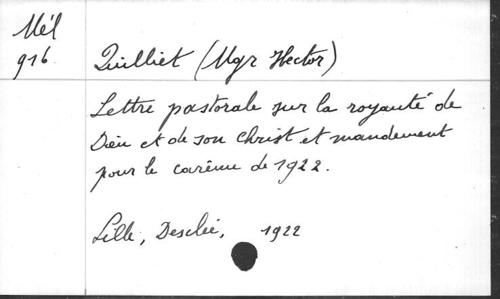 Mél
916.
Quilliet (Mgr Hector)
Lettre pastorale sur la royauté de
Dieu et de son Christ et mandement
pour le carême de 1922.
Lille, Desclée, 1922